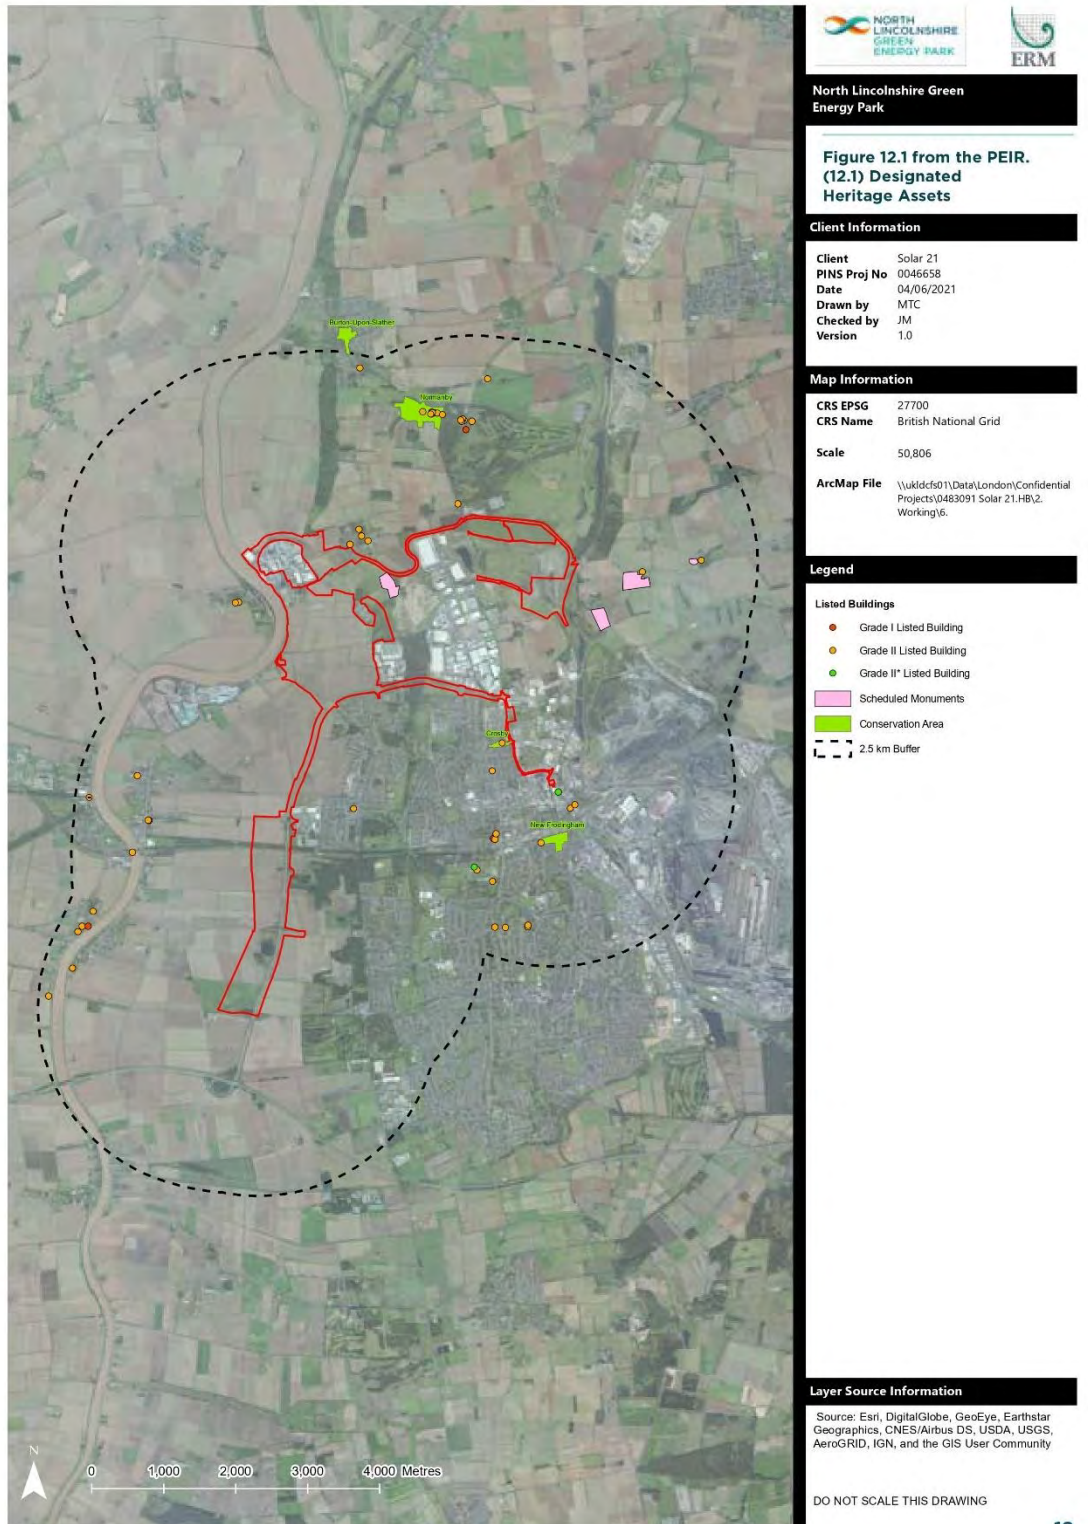 NORTH
LINCOLNSHIRE
GREEN
ENERGY PARK
ERM
North Lincolnshire Green
Energy Park
Figure 12.1 from the PEIR.
(12.1) Designated
Heritage Assets
Client Information
Client Solar 21
PINS Proj No 0046658
Date 04/06/2021
Drawn by MTC
Checked by JM
Version 1.0
Map Information
CRS EPSG 27700
CRS Name British National Grid
Scale 50,806
ArcMap File \\ukldcfs01\Data\London\Confidential
Projects\0483091 Solar 21.HB\2.
Working\6.
Legend
Listed Buildings
Grade I Listed Building
Grade II Listed Building
Grade II* Listed Building
Scheduled Monuments
Conservation Area
2.5 km Buffer
Burton-Upon-Stather
Normanby
Crosby
New Frodingham
N
0 1,000 2,000 3,000 4,000 Metres
Layer Source Information
Source: Esri, DigitalGlobe, GeoEye, Earthstar
Geographics, CNES/Airbus DS, USDA, USGS,
AeroGRID, IGN, and the GIS User Community
DO NOT SCALE THIS DRAWING